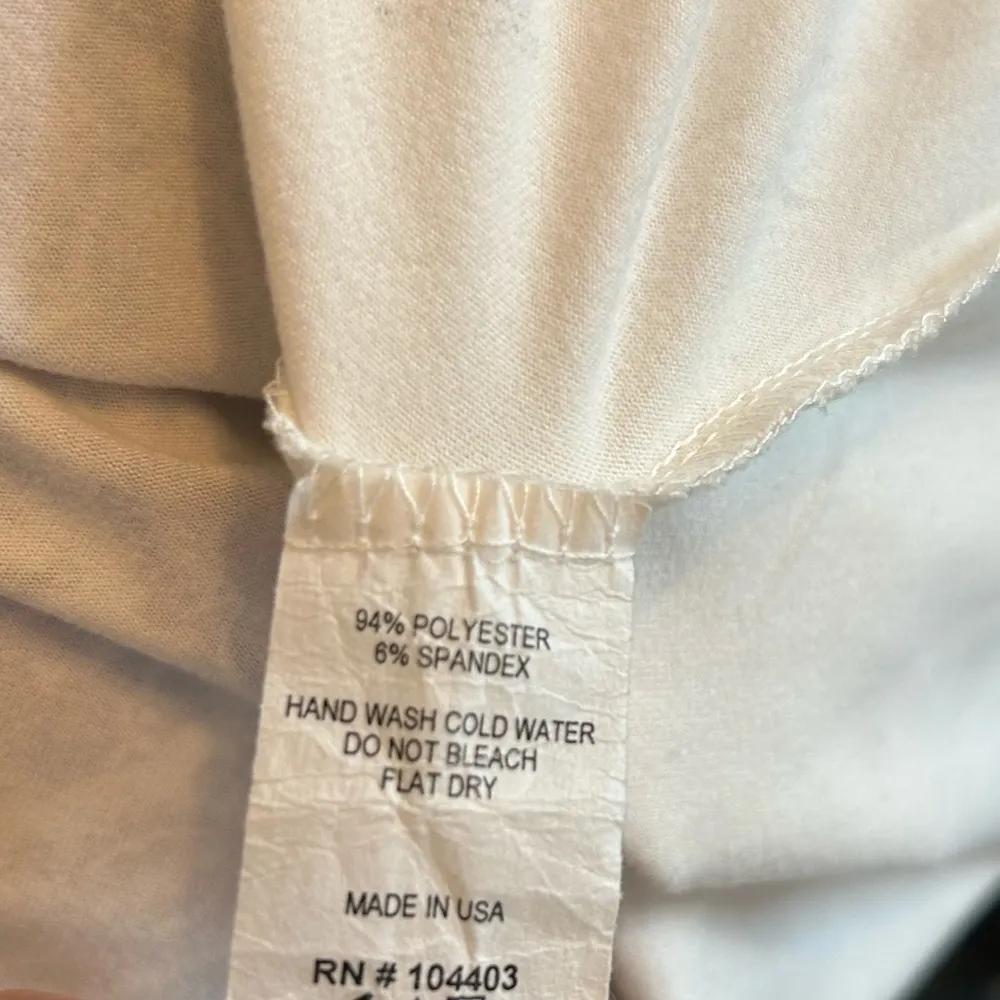 94% POLYESTER
6% SPANDEX
HAND WASH COLD WATER
DO NOT BLEACH
FLAT DRY
MADE IN USA
RN # 104403